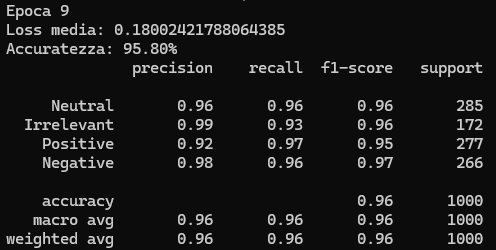 Epoca 9
Loss media: 0.18002421788064385
Accuratezza: 95.80%
precision recall f1-score support
Neutral 0.96 0.96 0.96 285
Irrelevant 0.99 0.93 0.96 172
Positive 0.92 0.97 0.95 277
Negative 0.98 0.96 0.97 266
accuracy 0.96 1000
macro avg 0.96 0.96 0.96 1000
weighted avg 0.96 0.96 0.96 1000